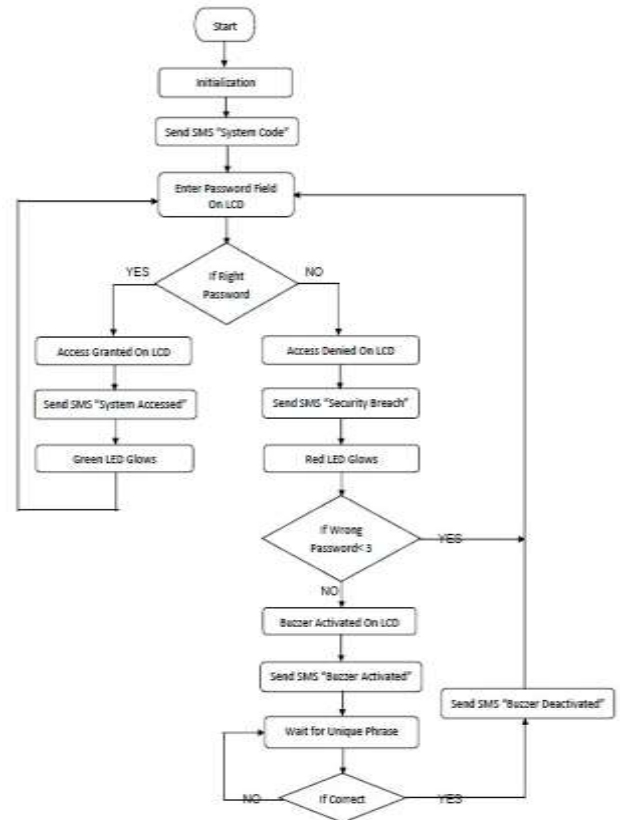 Start
Initialization
Send SMS "System Code"
Enter Password Field
On LCD
YES
If Right
Password
NO
Access Granted On LCD
Access Denied On LCD
Send SMS "System Accessed"
Send SMS "Security Breach"
Green LED Glows
Red LED Glows
If Wrong
Password< 3
YES
NO
Buzzer Activated On LCD
Send SMS "Buzzer Activated"
Send SMS "Buzzer Deactivated"
Wait for Unique Phrase
NO
If Correct
YES